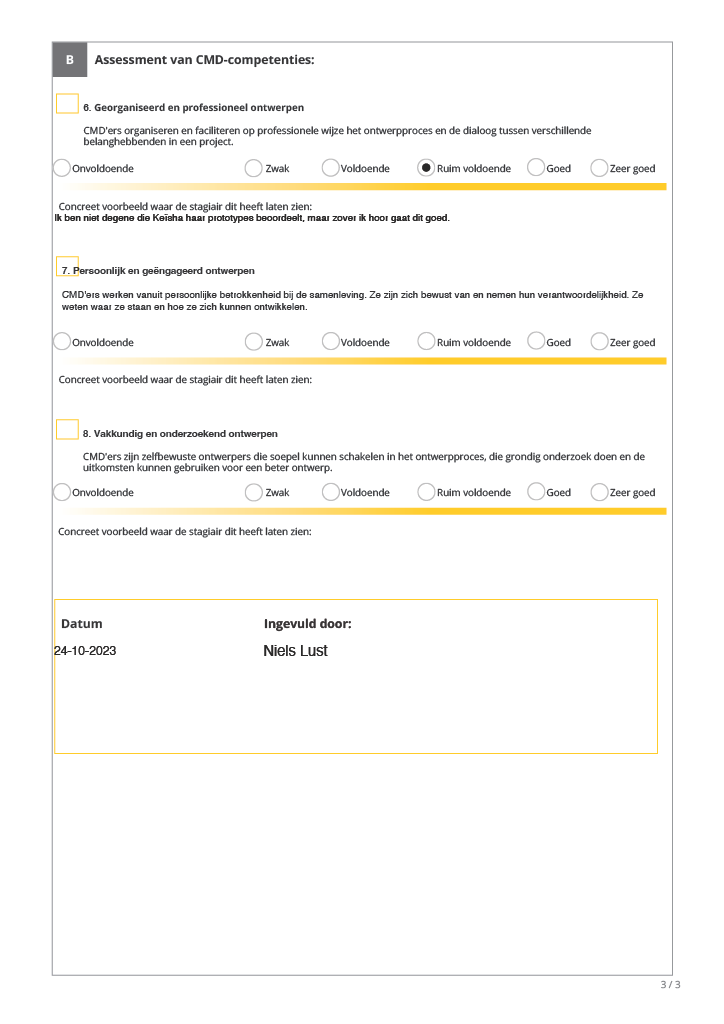 B Assessment van CMD-competenties:
6. Georganiseerd en professioneel ontwerpen
CMD'ers organiseren en faciliteren op professionele wijze het ontwerpproces en de dialoog tussen verschillende
belanghebbenden in een project.
Onvoldoende Zwak Voldoende Ruim voldoende Goed Zeer goed
Concreet voorbeeld waar de stagiair dit heeft laten zien:
Ik ben niet degene die Keïsha haar prototypes beoordeelt, maar zover ik hoor gaat dit goed.
7. Persoonlijk en geëngageerd ontwerpen
CMD'ers werken vanuit persoonlijke betrokkenheid bij de samenleving. Ze zijn zich bewust van en nemen hun verantwoordelijkheid. Ze
weten waar ze staan en hoe ze zich kunnen ontwikkelen.
Onvoldoende Zwak Voldoende Ruim voldoende Goed Zeer goed
Concreet voorbeeld waar de stagiair dit heeft laten zien:
8. Vakkundig en onderzoekend ontwerpen
CMD'ers zijn zelfbewuste ontwerpers die soepel kunnen schakelen in het ontwerpproces, die grondig onderzoek doen en de
uitkomsten kunnen gebruiken voor een beter ontwerp.
Onvoldoende Zwak Voldoende Ruim voldoende Goed Zeer goed
Concreet voorbeeld waar de stagiair dit heeft laten zien:
Datum Ingevuld door:
24-10-2023 Niels Lust
3 / 3